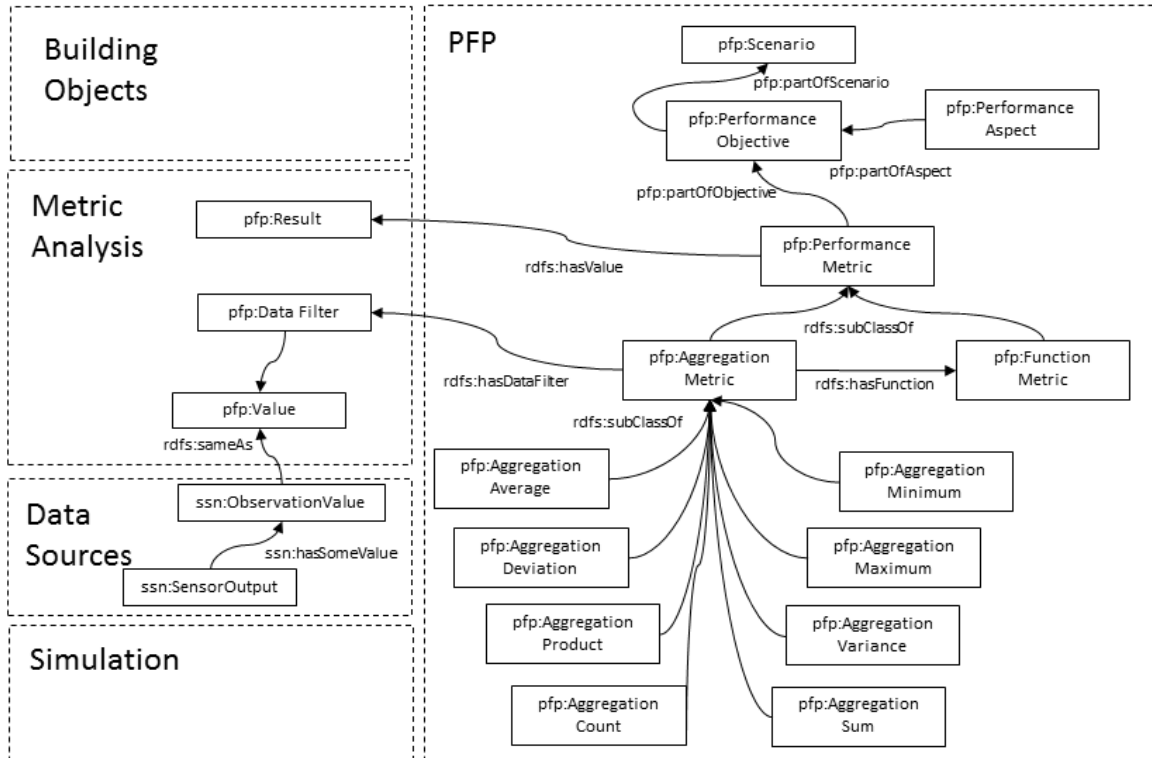 Building
Objects
Metric
Analysis
pfp:Result
pfp:Data Filter
pfp:Value
rdfs:sameAs
Data
Sources
ssn:ObservationValue
ssn:hasSomeValue
ssn:SensorOutput
Simulation
PFP
pfp:Scenario
pfp:partOfScenario
pfp:Performance
Objective
pfp:Performance
Aspect
pfp:partOfAspect
pfp:partOfObjective
pfp:Performance
Metric
rdfs:hasValue
rdfs:subClassOf
pfp:Aggregation
Metric
pfp:Function
Metric
rdfs:hasDataFilter
rdfs:hasFunction
rdfs:subClassOf
pfp:Aggregation
Average
pfp:Aggregation
Minimum
pfp:Aggregation
Deviation
pfp:Aggregation
Maximum
pfp:Aggregation
Product
pfp:Aggregation
Variance
pfp:Aggregation
Count
pfp:Aggregation
Sum